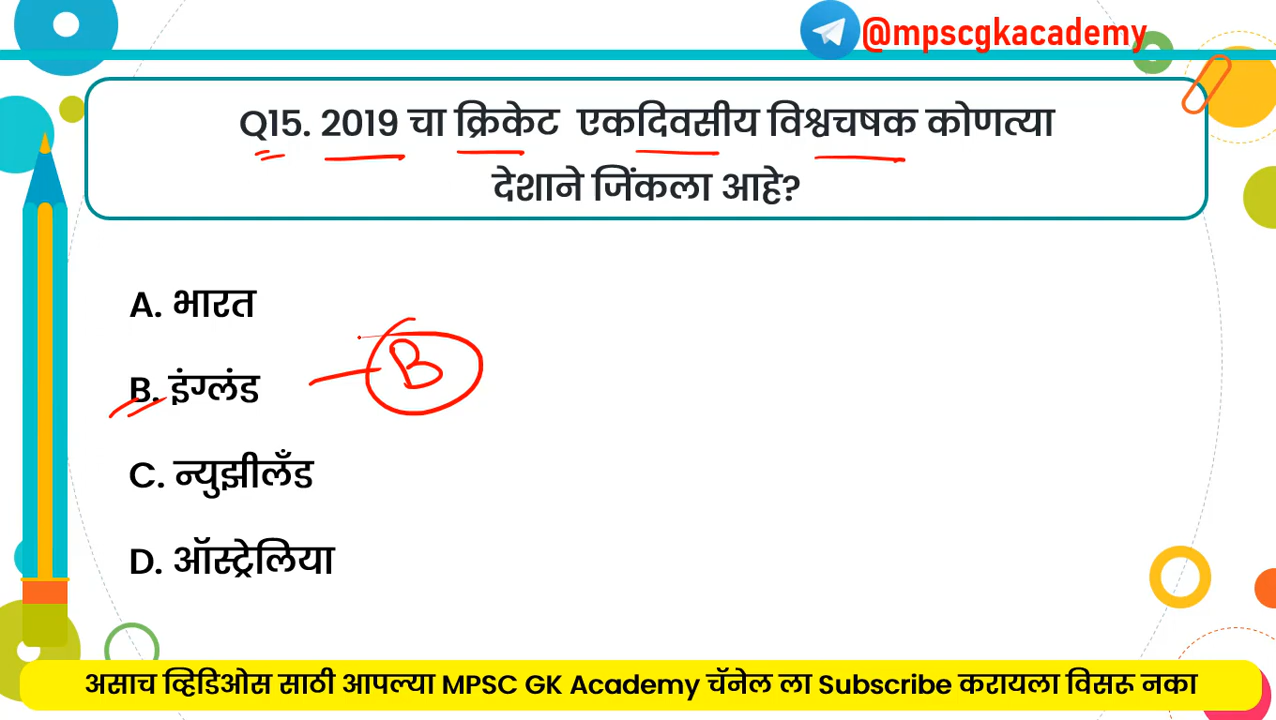 @mpscgkacademy
Q15. 2019 चा क्रिकेट एकदिवसीय विश्वचषक कोणत्या
देशाने जिंकला आहे?
A. भारत
B. इंग्लंड
B
C. न्युझीलँड
D. ऑस्ट्रेलिया
असाच व्हिडिओस साठी आपल्या MPSC GK Academy चॅनेल ला Subscribe करायला विसरू नका